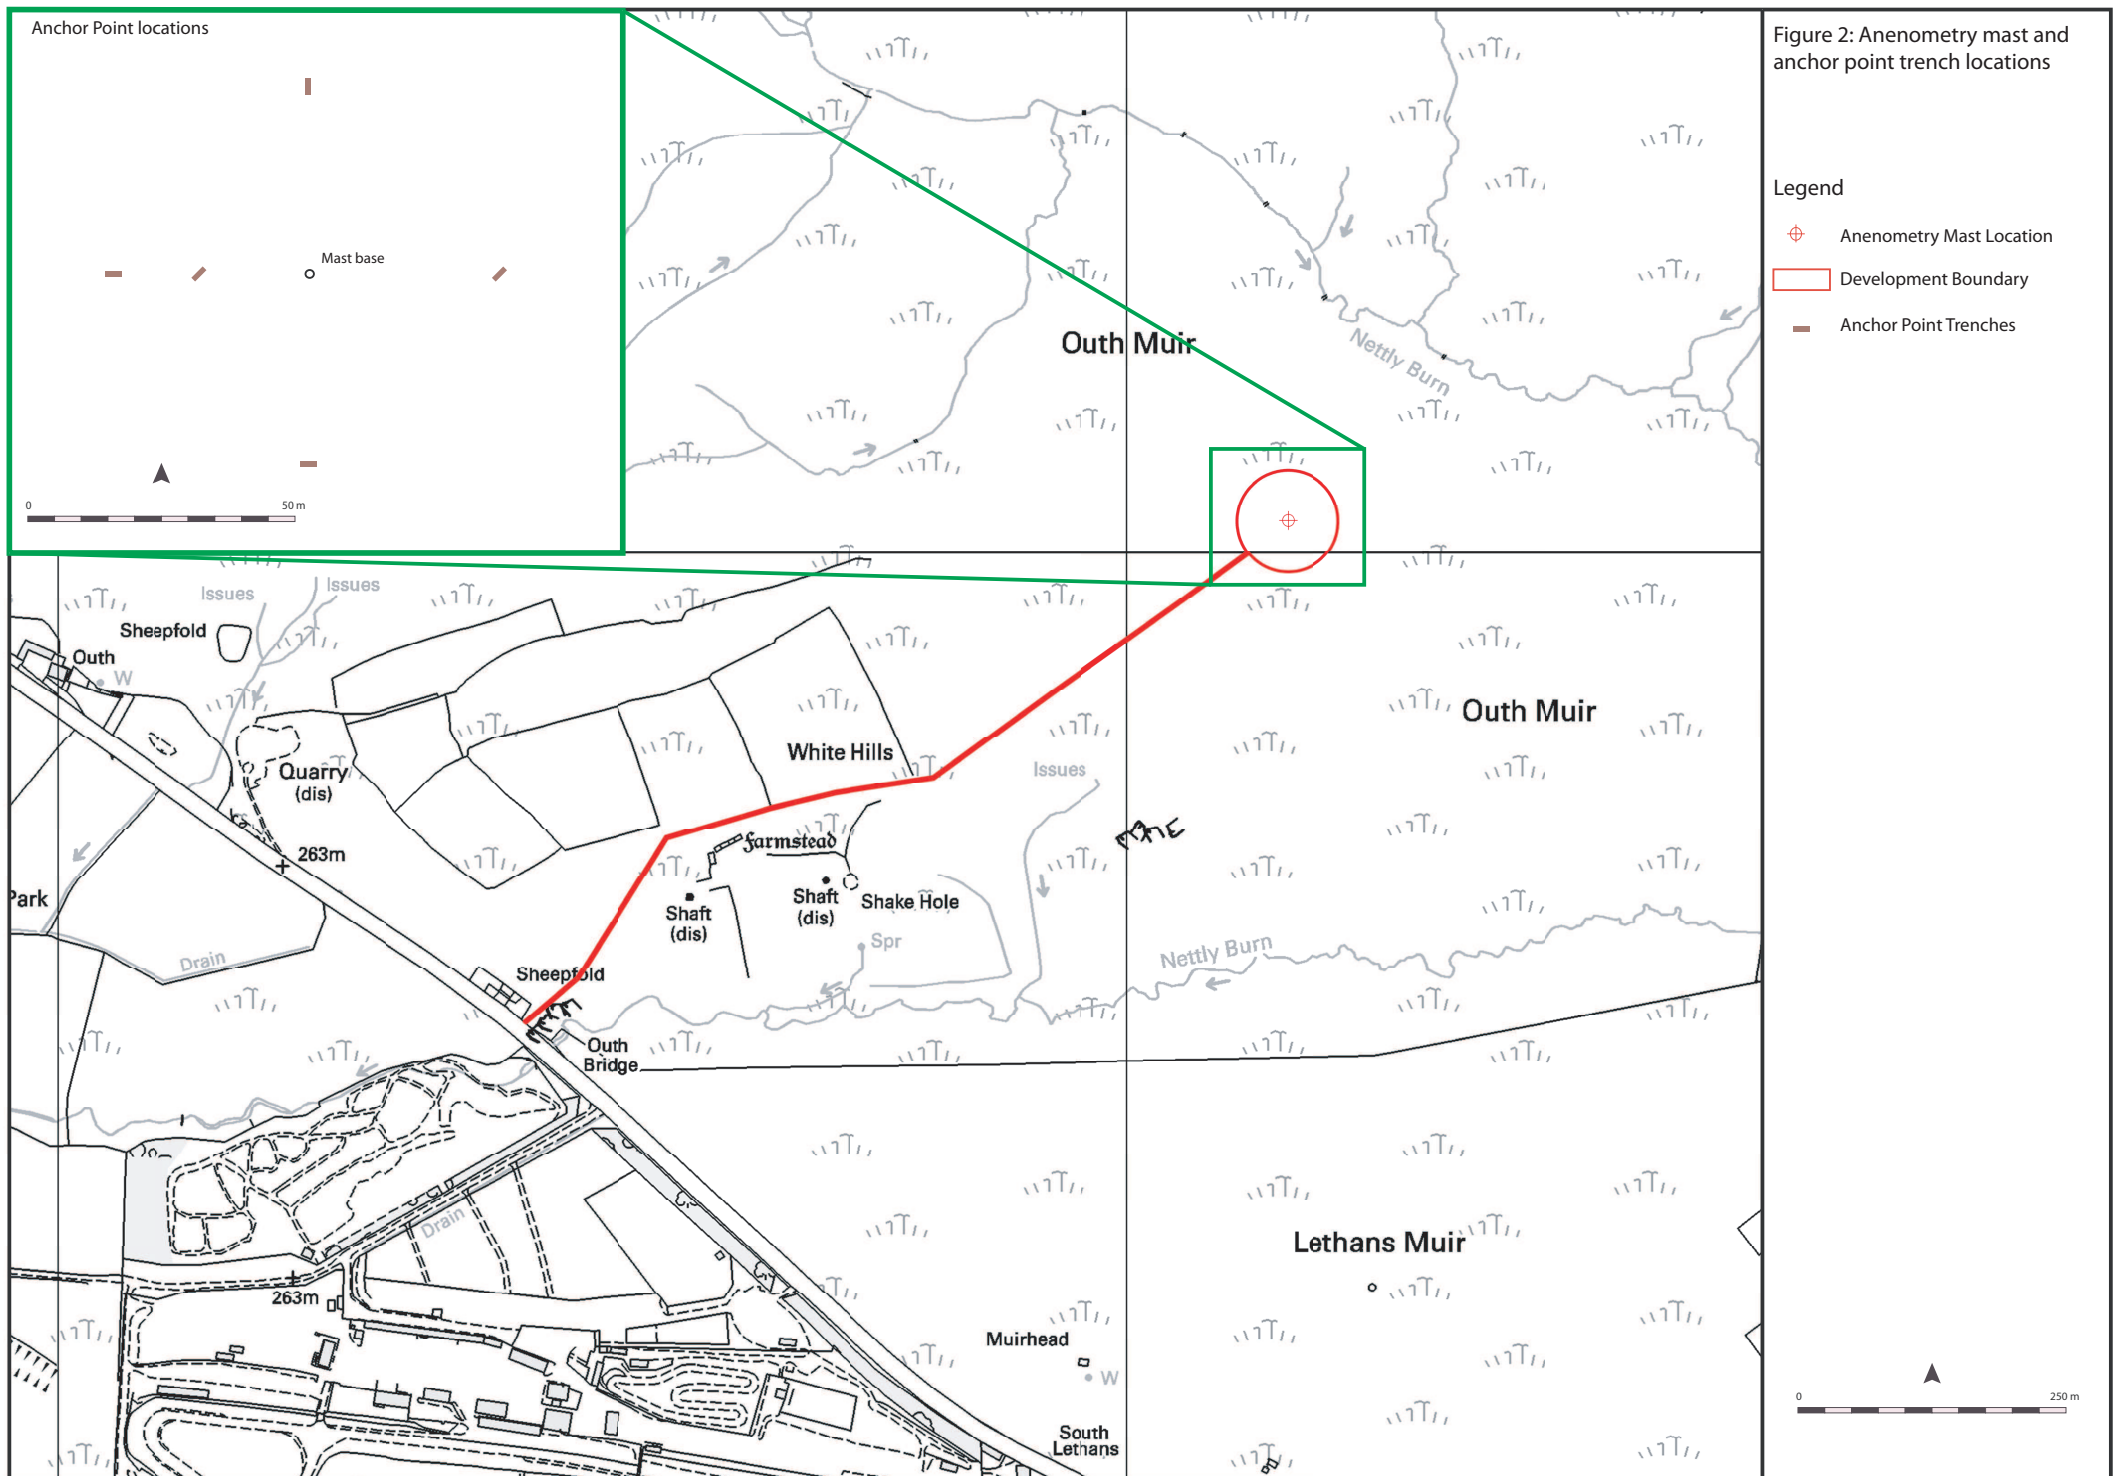 Anchor Point locations
Mast base
0
50 m
Figure 2: Anenometry mast and
anchor point trench locations
Legend
Anenometry Mast Location
Development Boundary
Anchor Point Trenches
Outh Muir
Nettly Burn
Issues
Issues
Sheepfold
Outh
W
Outh Muir
White Hills
Quarry
(dis)
Issues
263m
Farmstead
Park
Shaft
(dis)
Shaft
(dis)
Shake Hole
Spr
Nettly Burn
Drain
Sheepfold
Outh
Bridge
Drain
Lethans Muir
263m
Muirhead
W
South
Lethans
0
250 m